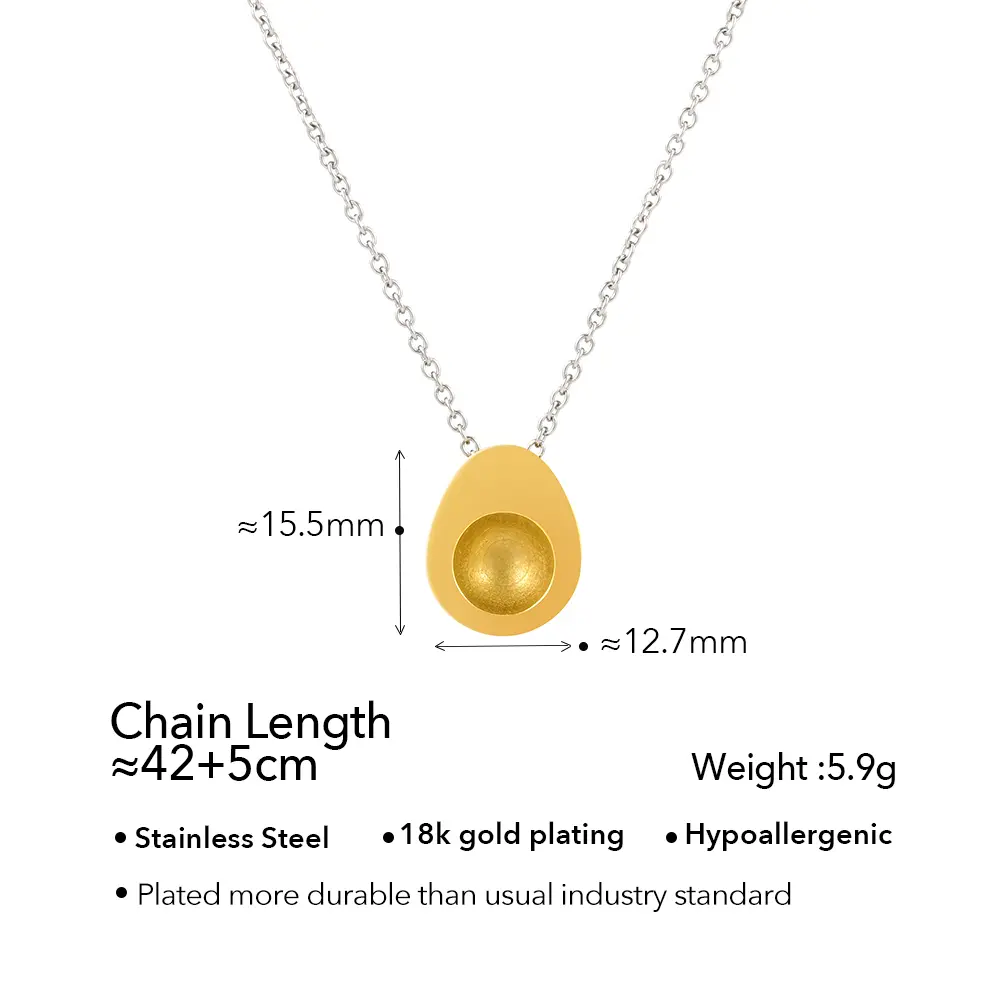 ≈15.5mm
≈12.7mm
Chain Length
≈42+5cm
Weight :5.9g
• Stainless Steel
• 18k gold plating
• Hypoallergenic
• Plated more durable than usual industry standard